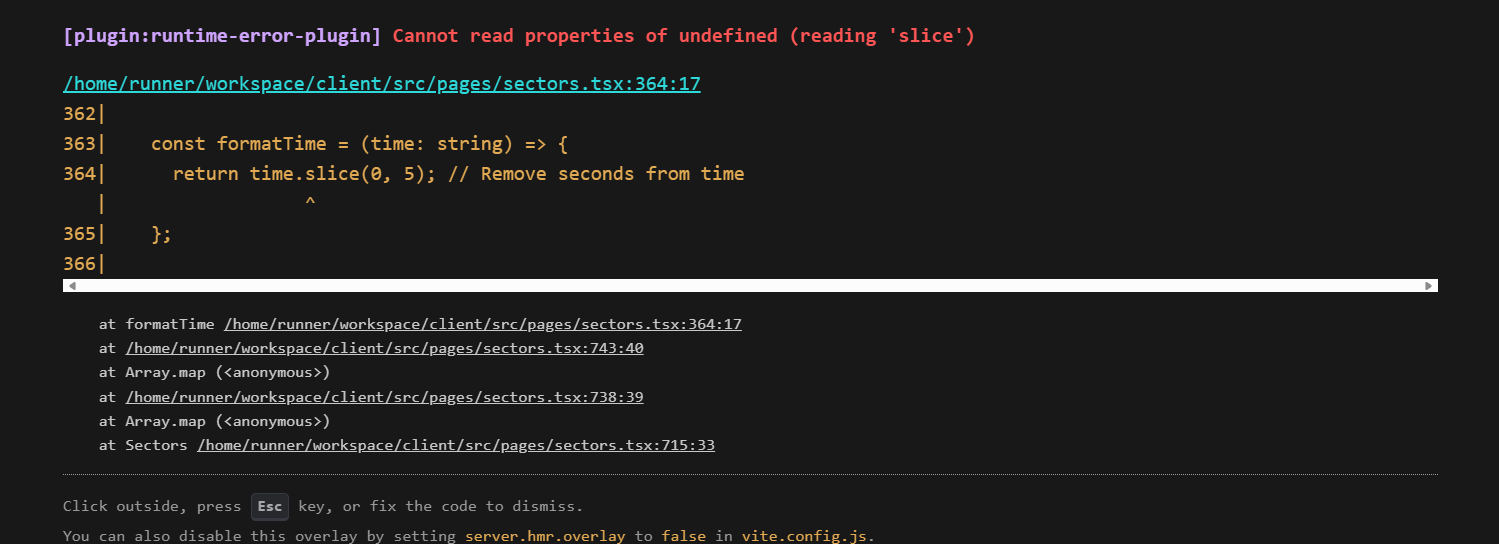 [plugin:runtime-error-plugin] Cannot read properties of undefined (reading 'slice')
/home/runner/workspace/client/src/pages/sectors.tsx:364:17
362|
363|    const formatTime = (time: string) => {
364|      return time.slice(0, 5); // Remove seconds from time
   |                  ^
365|    };
366|
at formatTime /home/runner/workspace/client/src/pages/sectors.tsx:364:17
at /home/runner/workspace/client/src/pages/sectors.tsx:743:40
at Array.map (<anonymous>)
at /home/runner/workspace/client/src/pages/sectors.tsx:738:39
at Array.map (<anonymous>)
at Sectors /home/runner/workspace/client/src/pages/sectors.tsx:715:33
Click outside, press Esc key, or fix the code to dismiss.
You can also disable this overlay by setting server.hmr.overlay to false in vite.config.js.